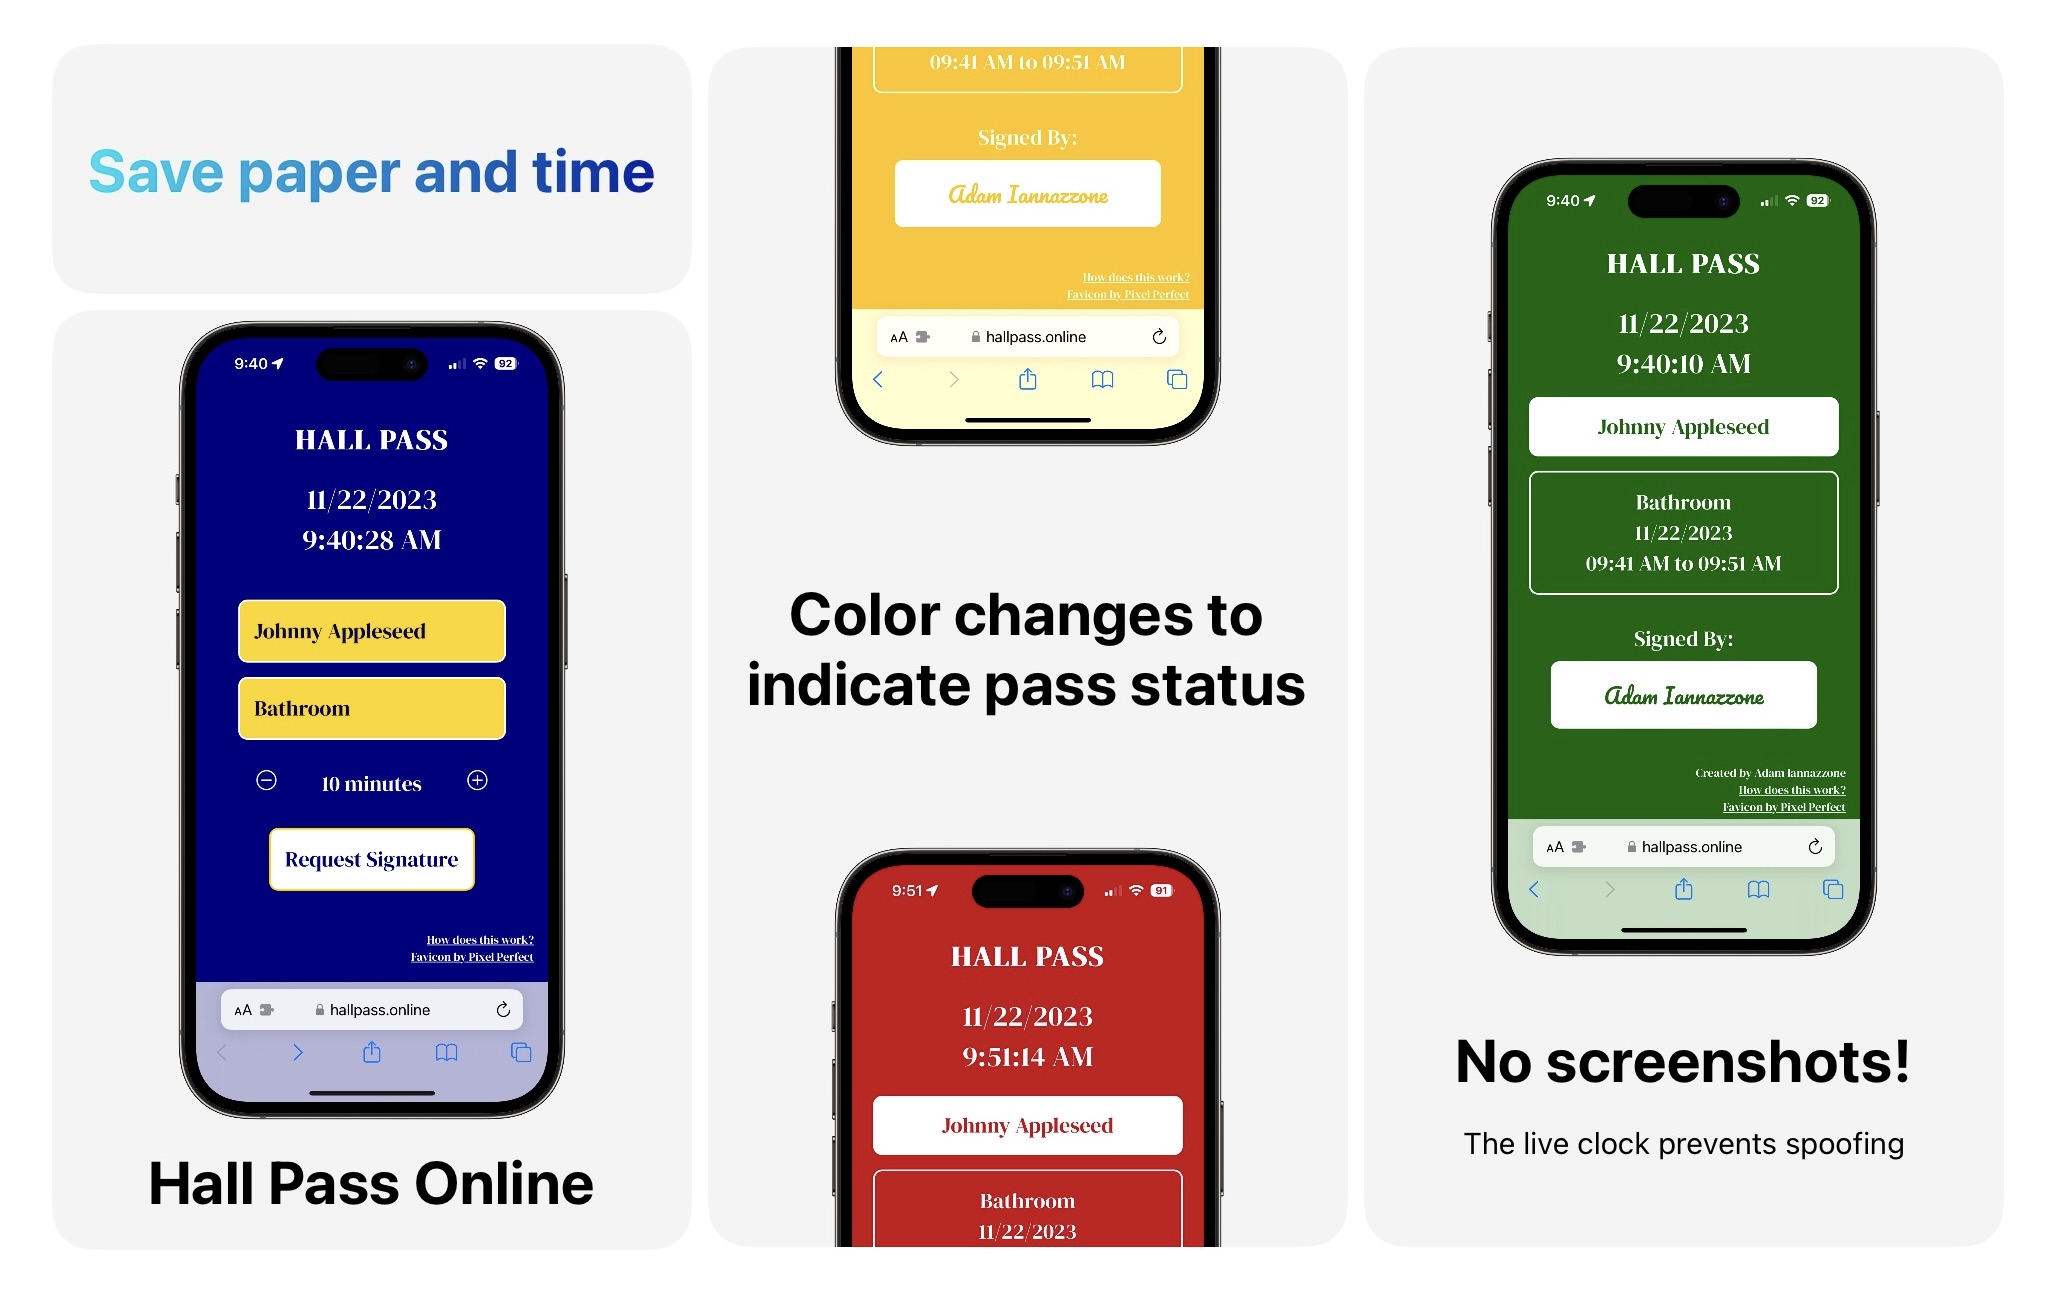 Save paper and time
9:40
92
HALL PASS
11/22/2023
9:40:28 AM
Johnny Appleseed
Bathroom
10 minutes
Request Signature
How does this work?
Favicon by Pixel Perfect
AA
hallpass.online
Hall Pass Online
09:41 AM to 09:51 AM
Signed By:
Adam Iannazzone
How does this work?
Favicon by Pixel Perfect
AA
hallpass.online
Color changes to
indicate pass status
9:51
91
HALL PASS
11/22/2023
9:51:14 AM
Johnny Appleseed
Bathroom
11/22/2023
9:40
92
HALL PASS
11/22/2023
9:40:10 AM
Johnny Appleseed
Bathroom
11/22/2023
09:41 AM to 09:51 AM
Signed By:
Adam Iannazzone
Created by Adam Iannazzone
How does this work?
Favicon by Pixel Perfect
AA
hallpass.online
No screenshots!
The live clock prevents spoofing